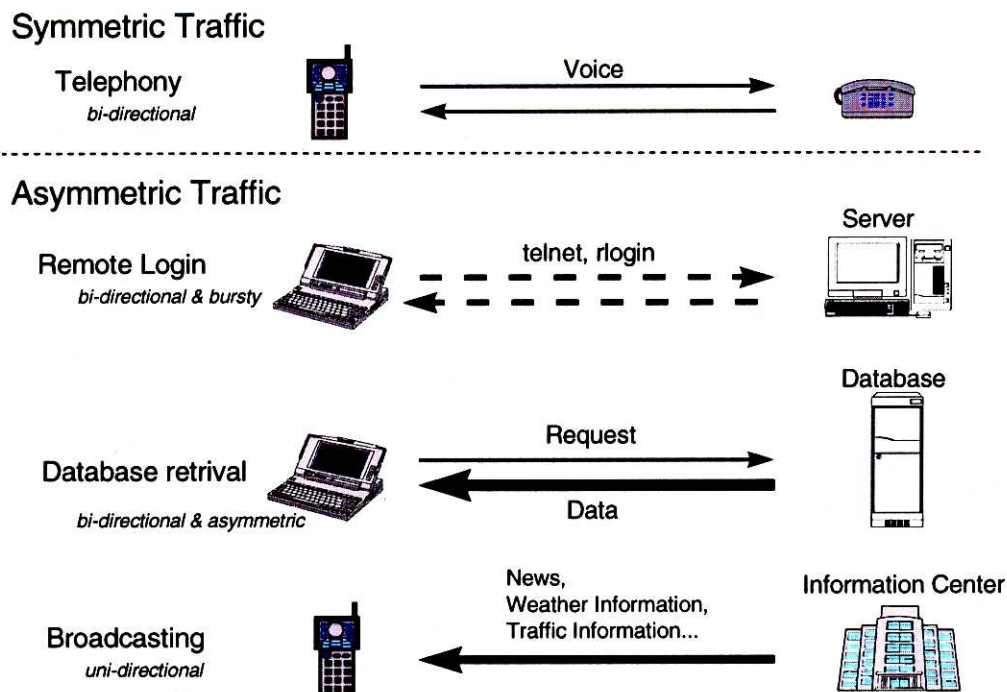 Symmetric Traffic
Telephony
bi-directional
Voice
Asymmetric Traffic
Remote Login
bi-directional & bursty
telnet, rlogin
Server
Database retrival
bi-directional & asymmetric
Request
Data
Database
Broadcasting
uni-directional
News,
Weather Information,
Traffic Information...
Information Center